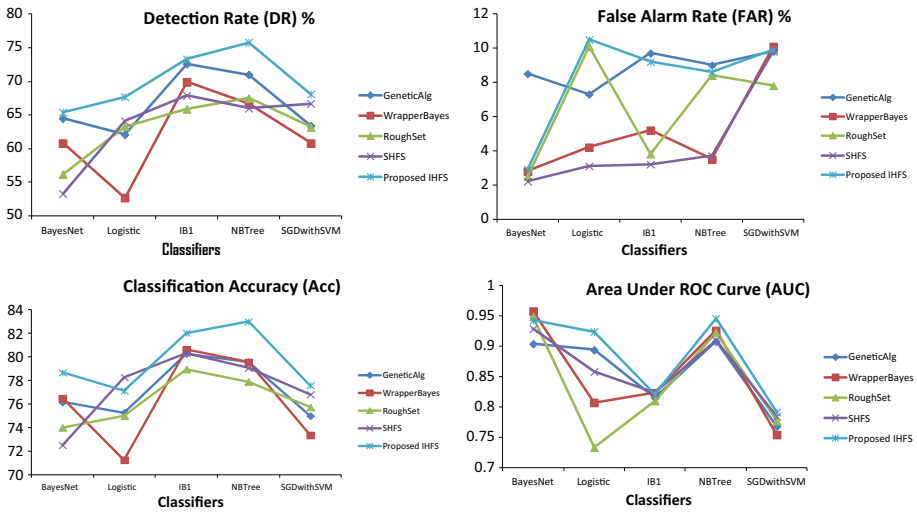 Detection Rate (DR) %
80
75
70
65
60
55
50
BayesNet Logistic IB1 NBTree SGDwithSVM
Classifiers
GeneticAlg
WrapperBayes
RoughSet
SHFS
Proposed IHFS
False Alarm Rate (FAR) %
12
10
8
6
4
2
0
BayesNet Logistic IB1 NBTree SGDwithSVM
Classifiers
GeneticAlg
WrapperBayes
RoughSet
SHFS
Proposed IHFS
Classification Accuracy (Acc)
84
82
80
78
76
74
72
70
BayesNet Logistic IB1 NBTree SGDwithSVM
Classifiers
GeneticAlg
WrapperBayes
RoughSet
SHFS
Proposed IHFS
Area Under ROC Curve (AUC)
1
0.95
0.9
0.85
0.8
0.75
0.7
BayesNet Logistic IB1 NBTree SGDwithSVM
Classifiers
GeneticAlg
WrapperBayes
RoughSet
SHFS
Proposed IHFS